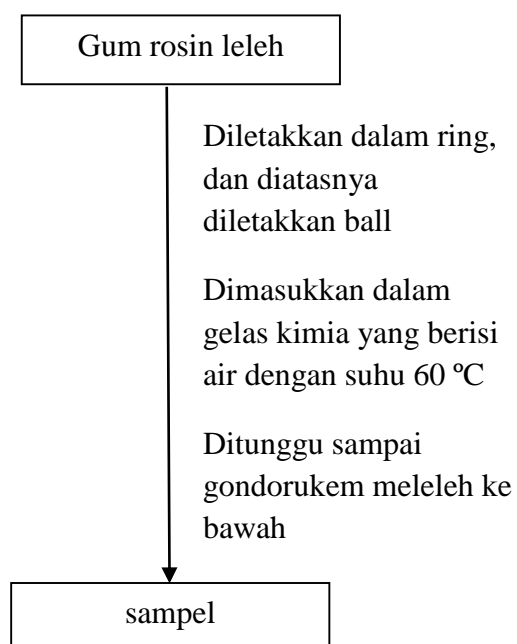 Gum rosin leleh
Diletakkan dalam ring,
dan diatasnya
diletakkan ball
Dimasukkan dalam
gelas kimia yang berisi
air dengan suhu 60 ºC
Ditunggu sampai
gondorukem meleleh ke
bawah
sampel